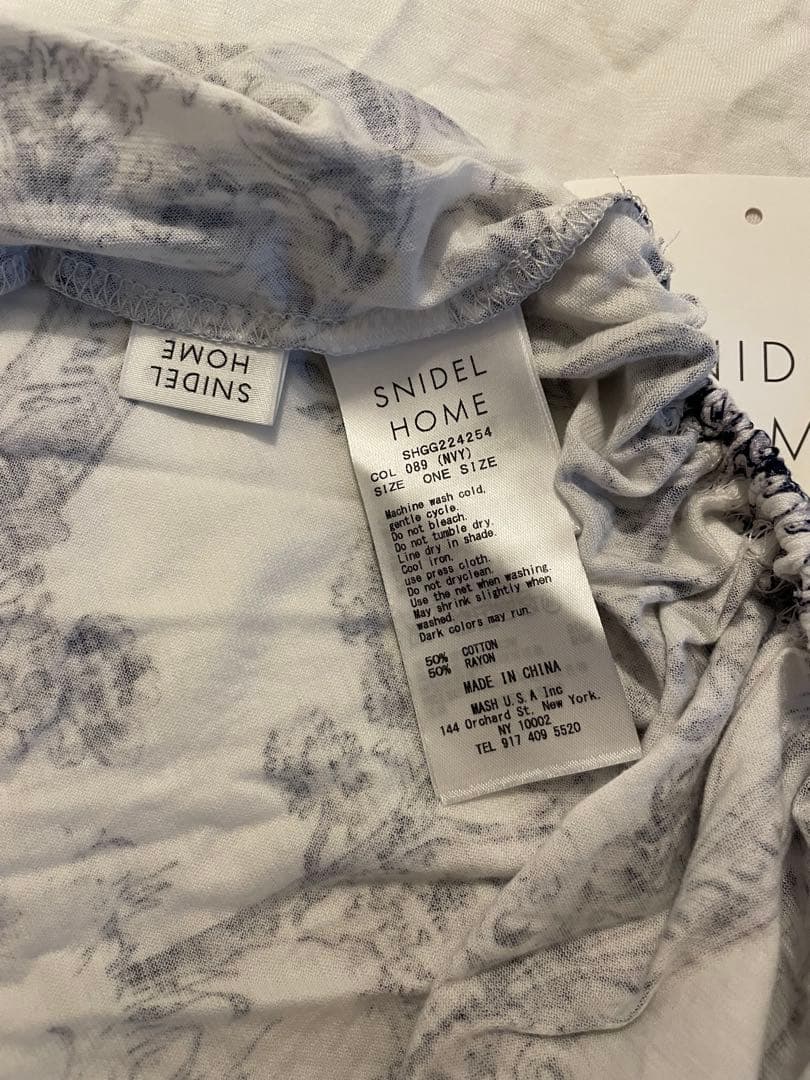 SNIDEL
HOME
SNIDEL
HOME
SHGG224254
COL 089 (NVY)
SIZE ONE SIZE
Machine wash cold,
gentle cycle.
Do not bleach.
Do not tumble dry.
Line dry in shade.
Cool iron,
use press cloth.
Do not dryclean.
Use the net when washing.
May shrink slightly when
washed.
Dark colors may run.
50% COTTON
50% RAYON
MADE IN CHINA
MASH U.S.A Inc
144 Orchard St. New York.
NY 10002
TEL 917 409 5520
NID
M